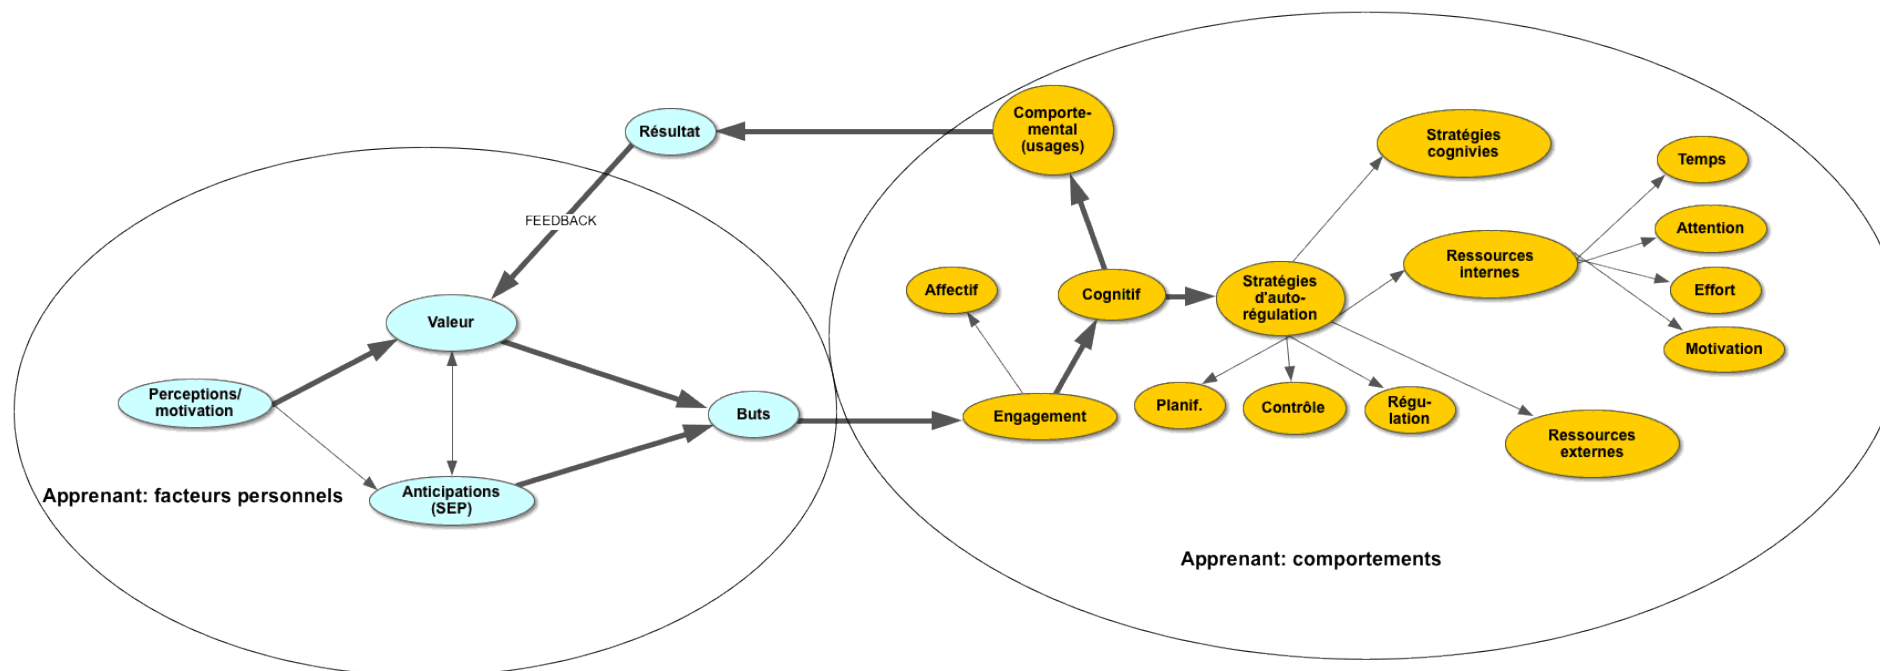 Comporte-
mental
(usages)
Résultat
Stratégies
cognivies
Temps
FEEDBACK
Attention
Ressources
internes
Affectif
Cognitif
Stratégies
d'auto-
régulation
Effort
Valeur
Motivation
Perceptions/
motivation
Buts
Engagement
Planif.
Contrôle
Régu-
lation
Ressources
externes
Apprenant: facteurs personnels
Anticipations
(SEP)
Apprenant: comportements